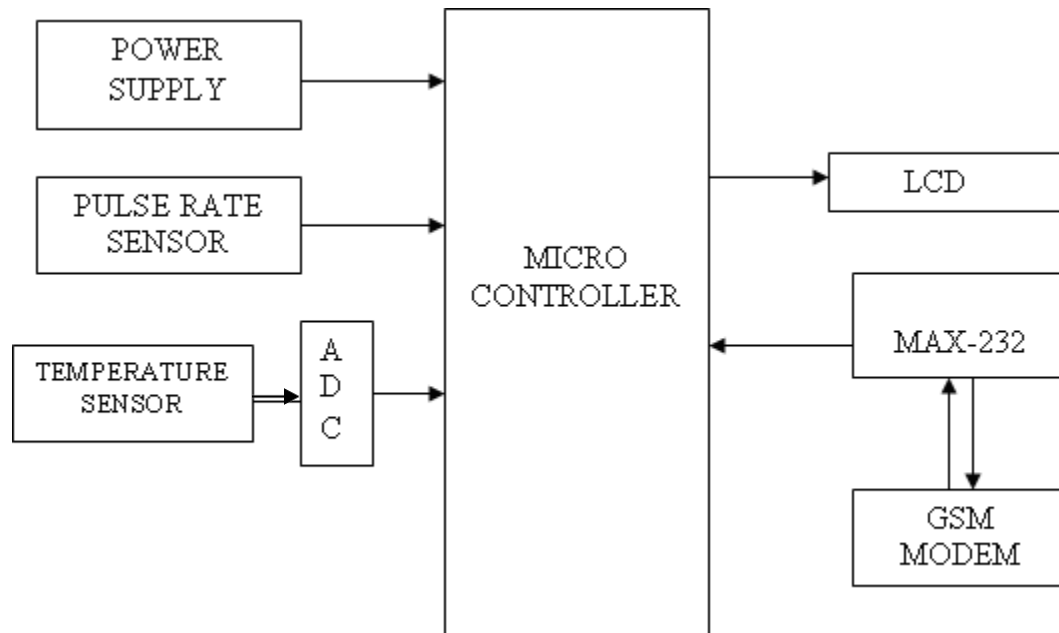 POWER
SUPPLY
PULSE RATE
SENSOR
TEMPERATURE
SENSOR
A
D
C
MICRO
CONTROLLER
LCD
MAX-232
GSM
MODEM